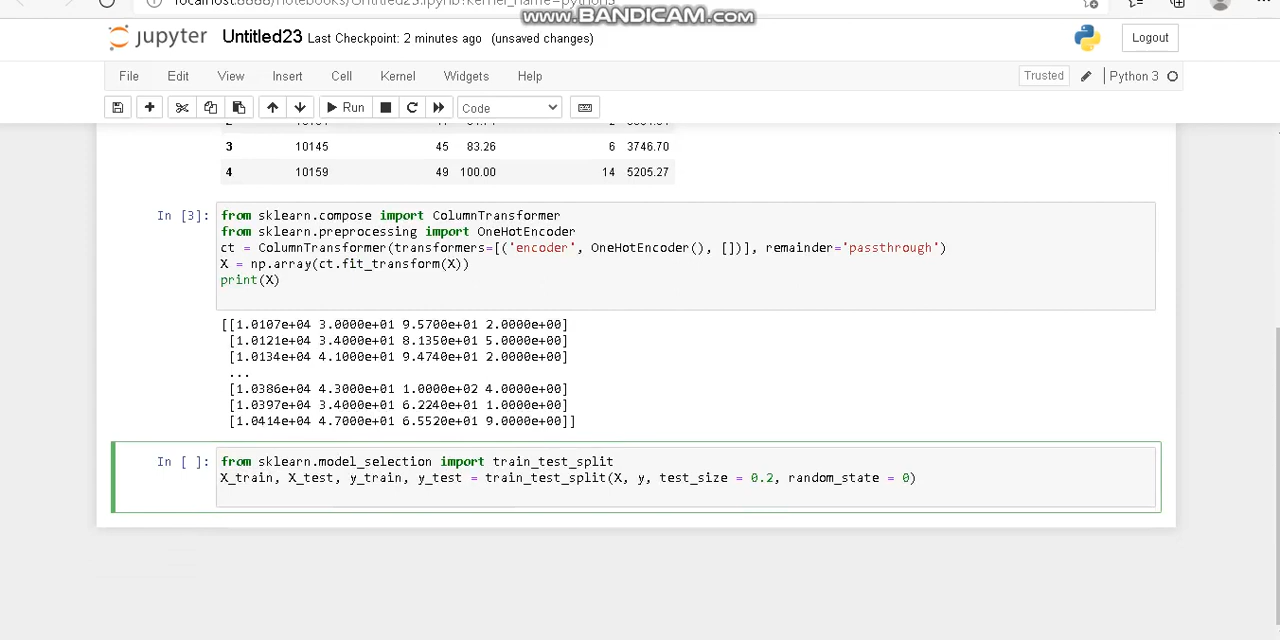 localhost:8888/notebooks/Untitled23.ipynb?kernel_name=python3
www.BANDICAM.com
jupyter Untitled23 Last Checkpoint: 2 minutes ago (unsaved changes)
Logout
File Edit View Insert Cell Kernel Widgets Help
Trusted Python 3
Run Code
3 10145 45 83.26 6 3746.70
4 10159 49 100.00 14 5205.27
In [3]: from sklearn.compose import ColumnTransformer
from sklearn.preprocessing import OneHotEncoder
ct = ColumnTransformer(transformers=[('encoder', OneHotEncoder(), [])], remainder='passthrough')
X = np.array(ct.fit_transform(X))
print(X)
[[1.0107e+04 3.0000e+01 9.5700e+01 2.0000e+00]
[1.0121e+04 3.4000e+01 8.1350e+01 5.0000e+00]
[1.0134e+04 4.1000e+01 9.4740e+01 2.0000e+00]
...
[1.0386e+04 4.3000e+01 1.0000e+02 4.0000e+00]
[1.0397e+04 3.4000e+01 6.2240e+01 1.0000e+00]
[1.0414e+04 4.7000e+01 6.5520e+01 9.0000e+00]]
In [ ]: from sklearn.model_selection import train_test_split
X_train, X_test, y_train, y_test = train_test_split(X, y, test_size = 0.2, random_state = 0)